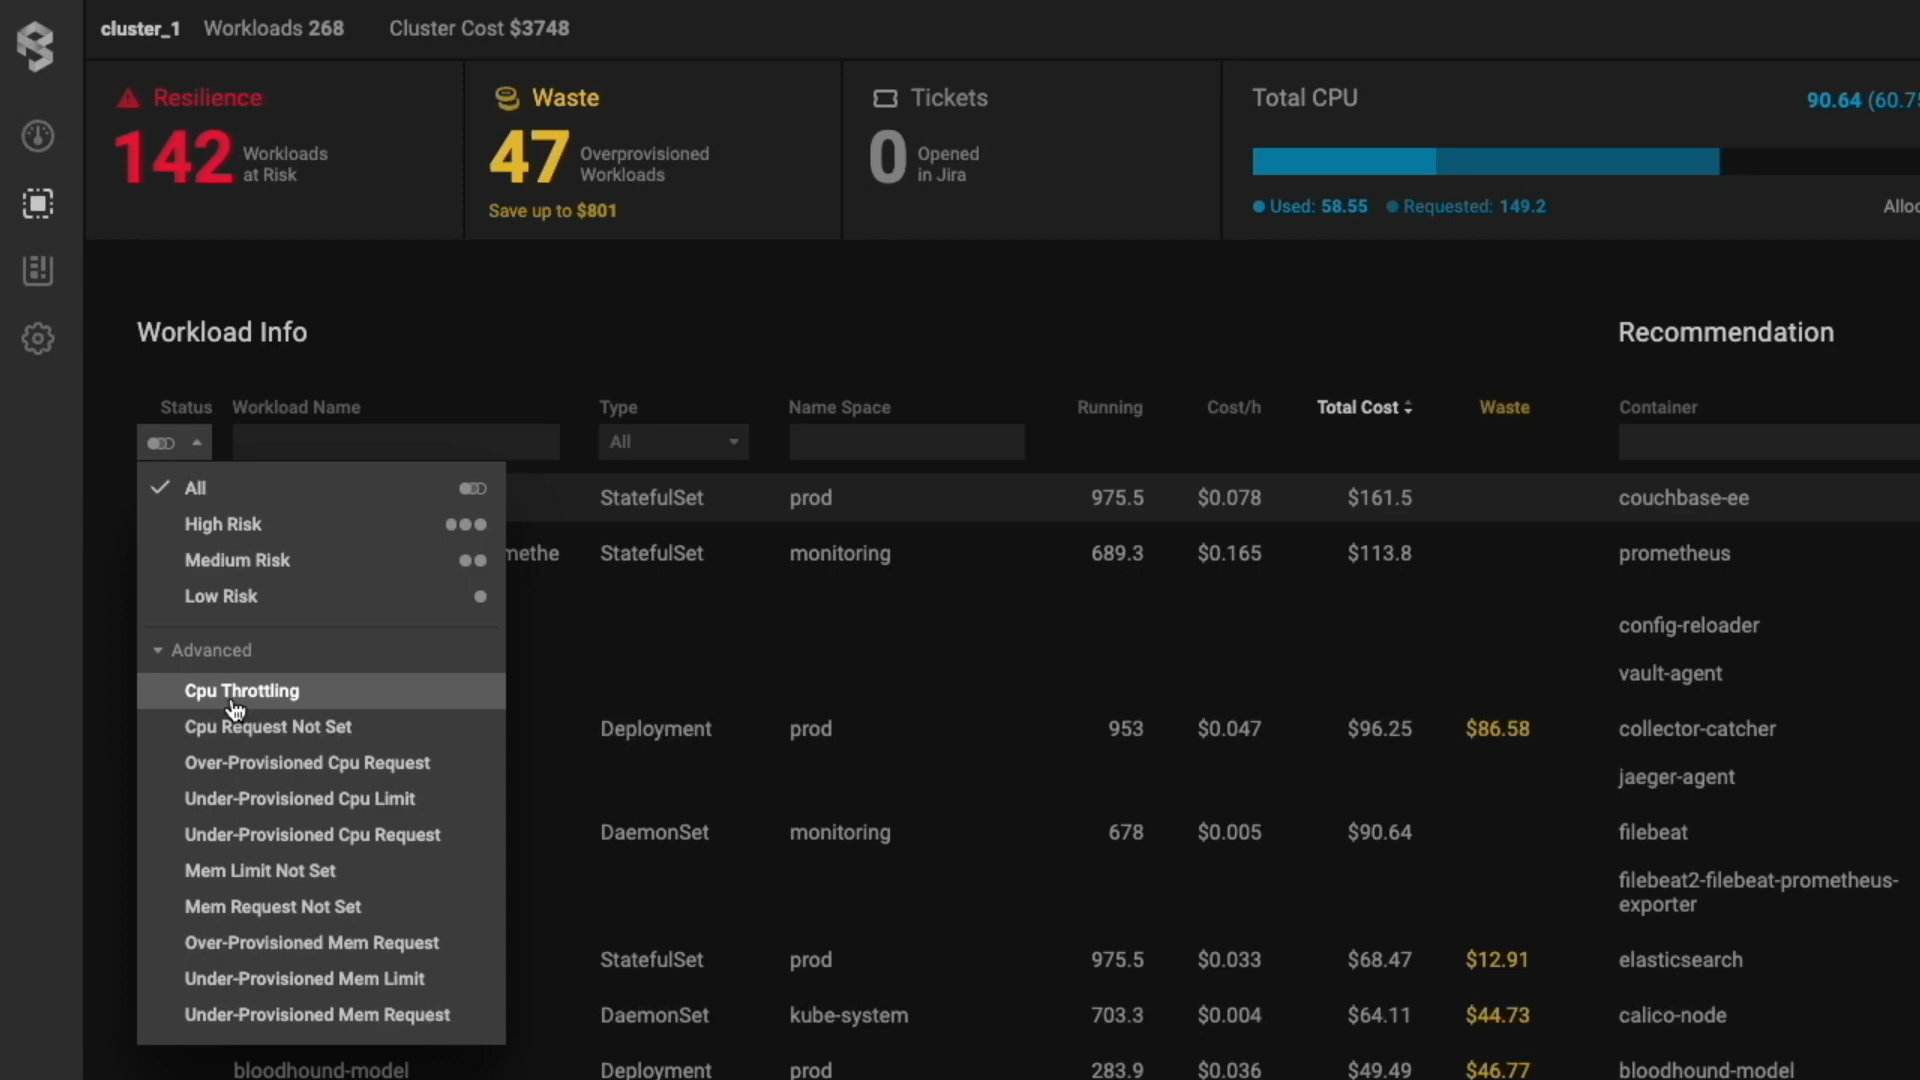 cluster_1 Workloads 268 Cluster Cost $3748
Resilience
142 Workloads
at Risk
Waste
47 Overprovisioned
Workloads
Save up to $801
Tickets
0 Opened
in Jira
Total CPU 90.64 (60.75
Used: 58.55 Requested: 149.2 Alloc
Workload Info Recommendation
Status Workload Name Type Name Space Running Cost/h Total Cost Waste Container
All
All
High Risk
Medium Risk
Low Risk
Advanced
Cpu Throttling
Cpu Request Not Set
Over-Provisioned Cpu Request
Under-Provisioned Cpu Limit
Under-Provisioned Cpu Request
Mem Limit Not Set
Mem Request Not Set
Over-Provisioned Mem Request
Under-Provisioned Mem Limit
Under-Provisioned Mem Request
StatefulSet prod 975.5 $0.078 $161.5 couchbase-ee
methe StatefulSet monitoring 689.3 $0.165 $113.8 prometheus
config-reloader
vault-agent
Deployment prod 953 $0.047 $96.25 $86.58 collector-catcher
jaeger-agent
DaemonSet monitoring 678 $0.005 $90.64 filebeat
filebeat2-filebeat-prometheus-
exporter
StatefulSet prod 975.5 $0.033 $68.47 $12.91 elasticsearch
DaemonSet kube-system 703.3 $0.004 $64.11 $44.73 calico-node
bloodhound-model Deployment prod 283.9 $0.036 $49.49 $46.77 bloodhound-model